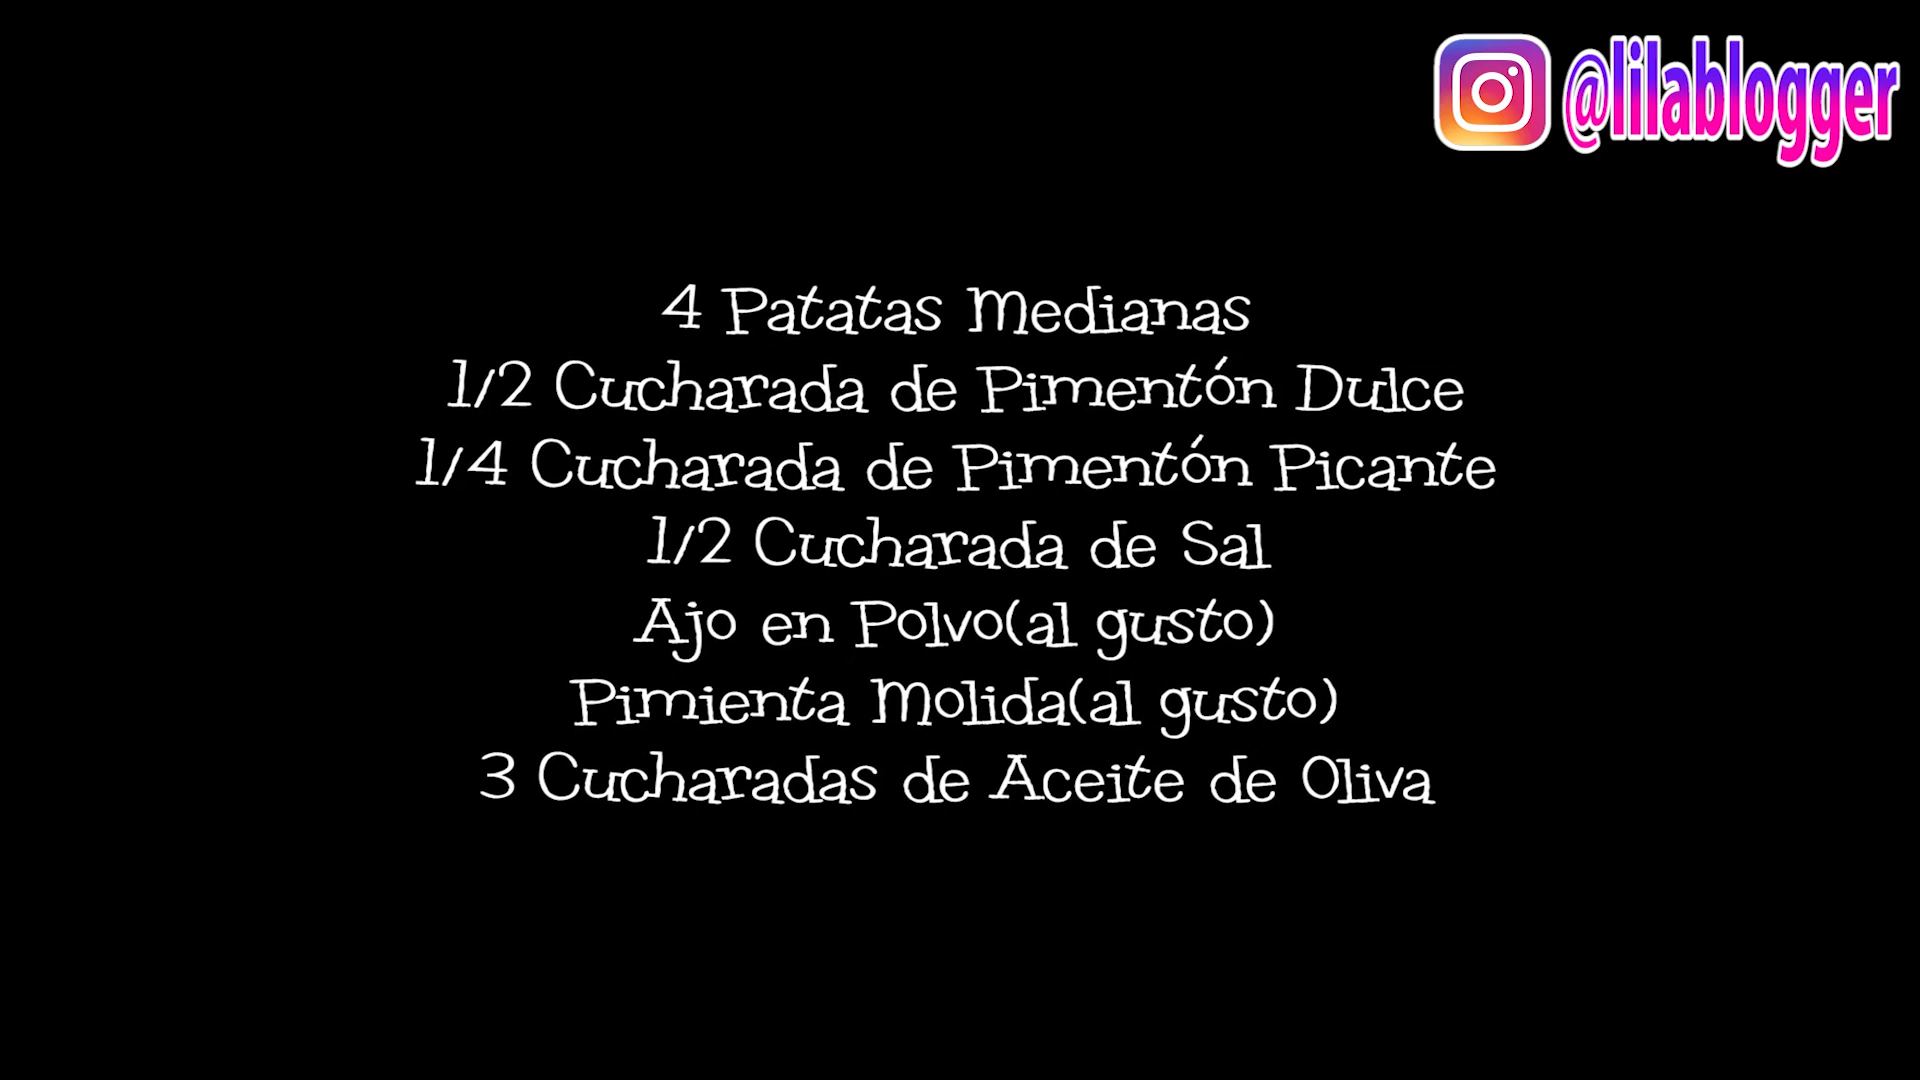 @lilablogger
4 Patatas Medianas
1/2 Cucharada de Pimentón Dulce
1/4 Cucharada de Pimentón Picante
1/2 Cucharada de Sal
Ajo en Polvo(al gusto)
Pimienta Molida(al gusto)
3 Cucharadas de Aceite de Oliva